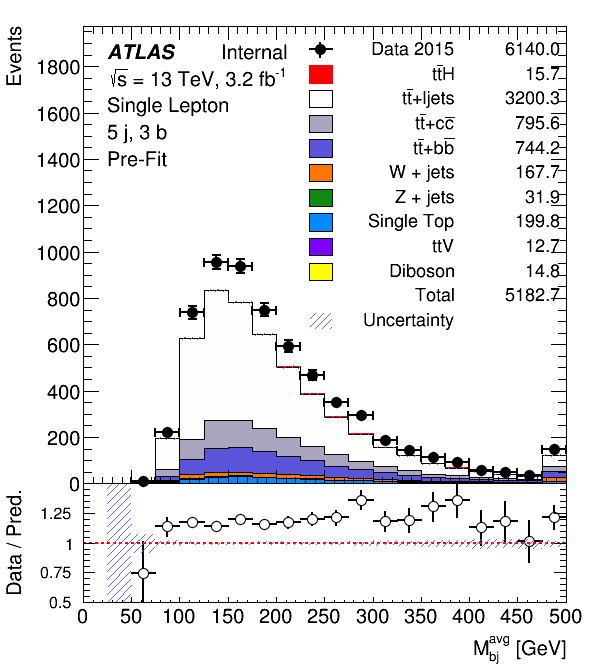 Events
ATLAS Internal
√s = 13 TeV, 3.2 fb⁻¹
Single Lepton
5 j, 3 b
Pre-Fit
Data 2015 6140.0
tt̅H 15.7
tt̅+ljets 3200.3
tt̅+cc̅ 795.6
tt̅+bb̅ 744.2
W + jets 167.7
Z + jets 31.9
Single Top 199.8
ttV 12.7
Diboson 14.8
Total 5182.7
Uncertainty
1800
1600
1400
1200
1000
800
600
400
200
0
Data / Pred.
1.25
1
0.75
0.5
0 50 100 150 200 250 300 350 400 450 500
M_bj^avg [GeV]